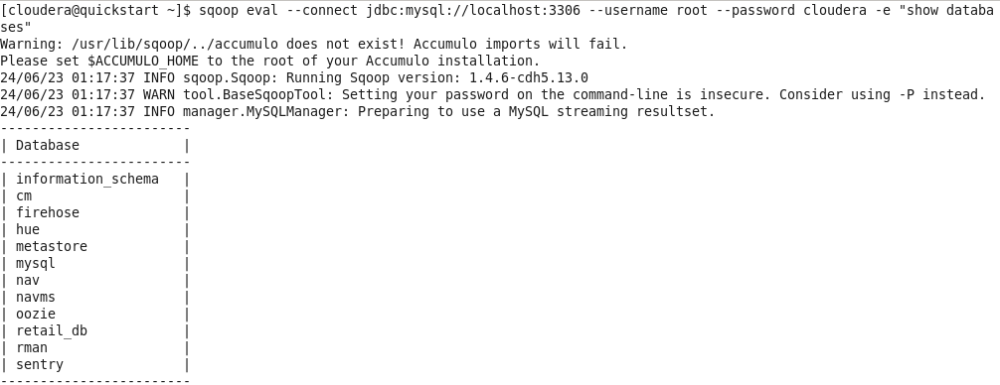 [cloudera@quickstart ~]$ sqoop eval --connect jdbc:mysql://localhost:3306 --username root --password cloudera -e "show databa
ses"
Warning: /usr/lib/sqoop/../accumulo does not exist! Accumulo imports will fail.
Please set $ACCUMULO_HOME to the root of your Accumulo installation.
24/06/23 01:17:37 INFO sqoop.Sqoop: Running Sqoop version: 1.4.6-cdh5.13.0
24/06/23 01:17:37 WARN tool.BaseSqoopTool: Setting your password on the command-line is insecure. Consider using -P instead.
24/06/23 01:17:37 INFO manager.MySQLManager: Preparing to use a MySQL streaming resultset.
------------------------
| Database             |
------------------------
| information_schema   |
| cm                   |
| firehose             |
| hue                  |
| metastore            |
| mysql                |
| nav                  |
| navms                |
| oozie                |
| retail_db            |
| rman                 |
| sentry               |
------------------------